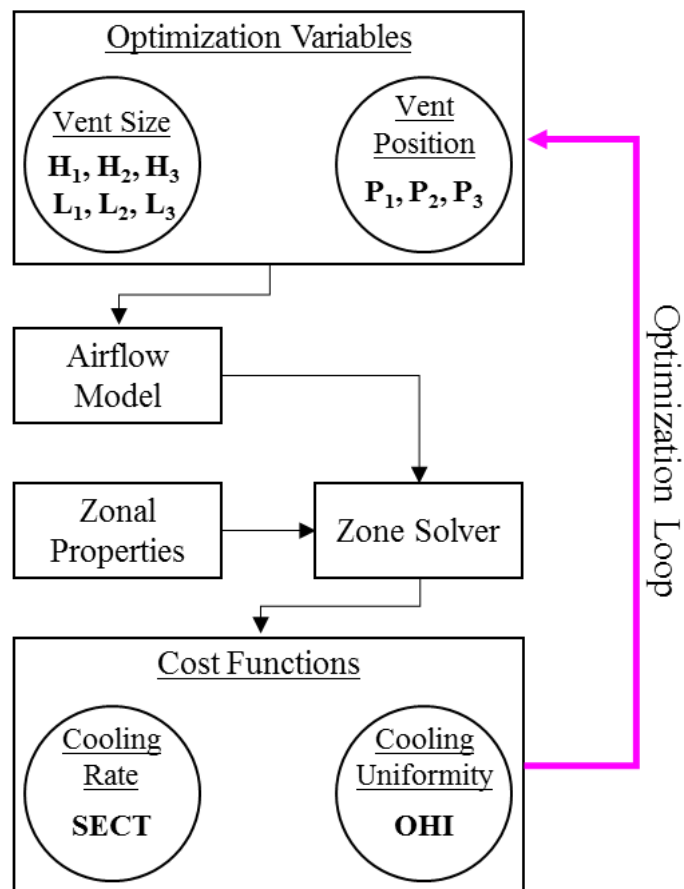 Optimization Variables
Vent Size
H1, H2, H3
L1, L2, L3
Vent
Position
P1, P2, P3
Airflow
Model
Zonal
Properties
Zone Solver
Optimization Loop
Cost Functions
Cooling
Rate
SECT
Cooling
Uniformity
OHI